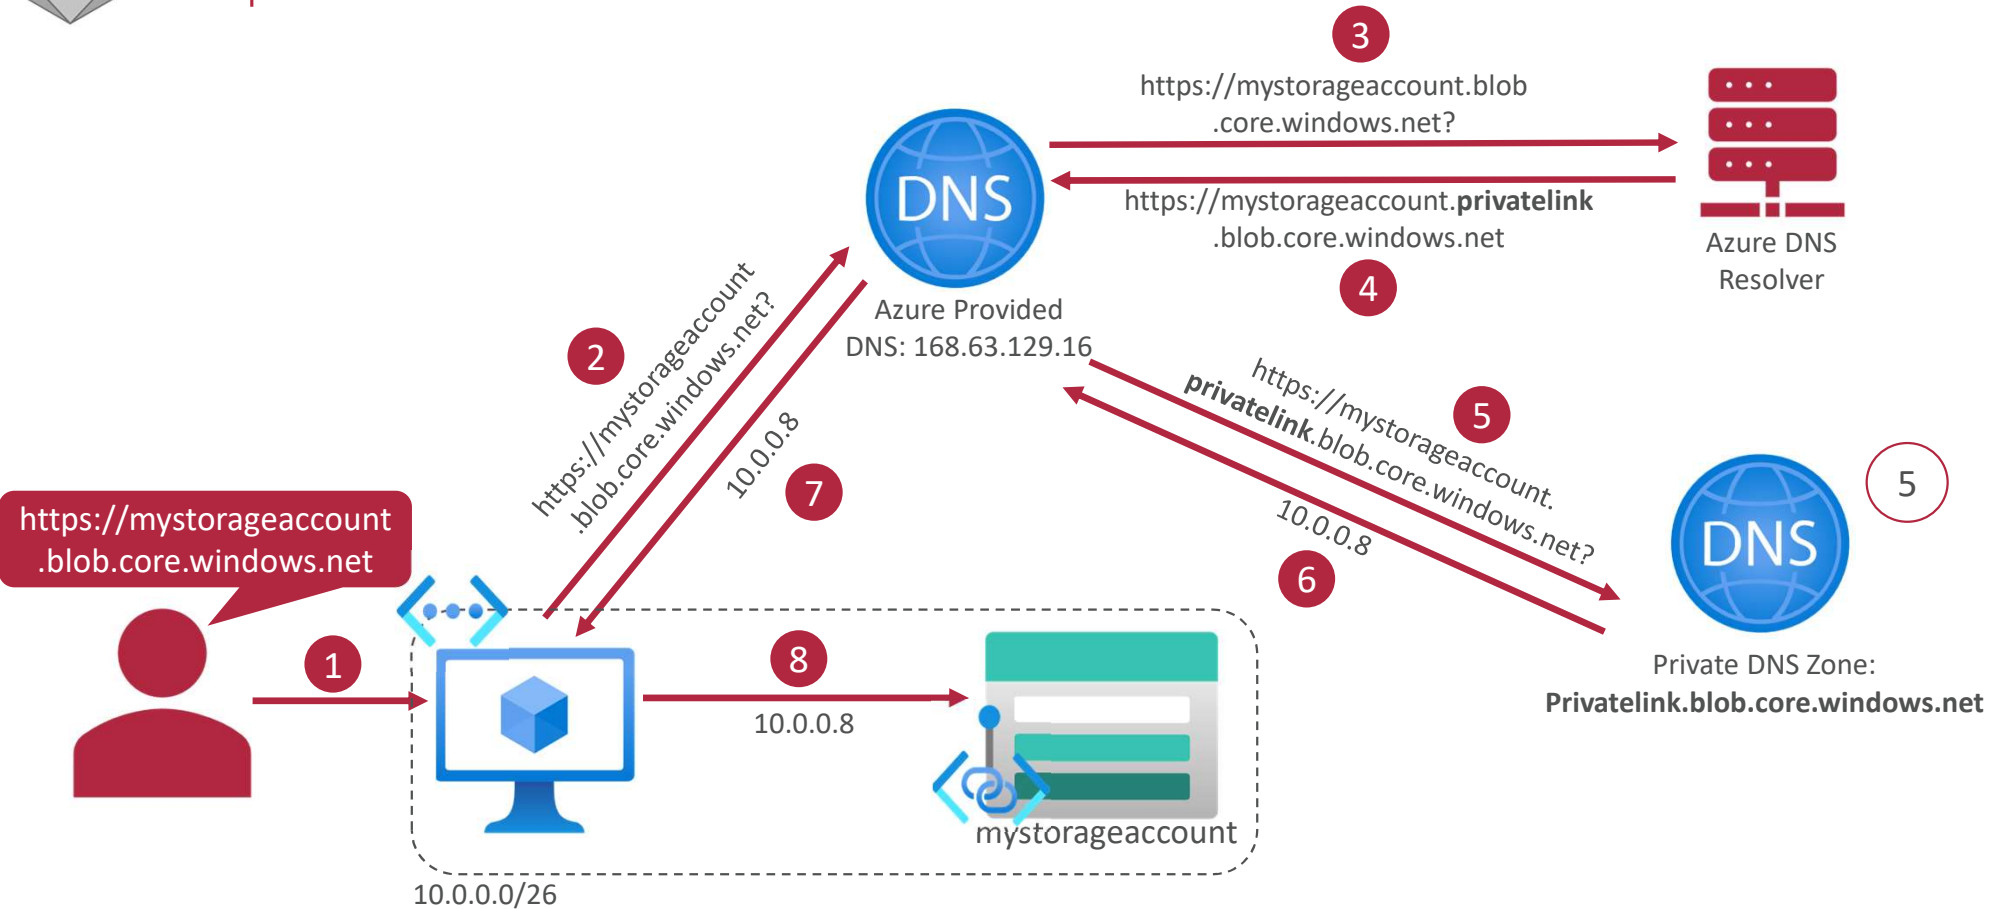 3
https://mystorageaccount.blob
.core.windows.net?
https://mystorageaccount.privatelink
.blob.core.windows.net
4
Azure DNS
Resolver
DNS
Azure Provided
DNS: 168.63.129.16
2
https://mystorageaccount
.blob.core.windows.net?
10.0.0.8
7
https://mystorageaccount.
privatelink.blob.core.windows.net?
5
10.0.0.8
6
5
DNS
Private DNS Zone:
Privatelink.blob.core.windows.net
https://mystorageaccount
.blob.core.windows.net
1
8
10.0.0.8
mystorageaccount
10.0.0.0/26